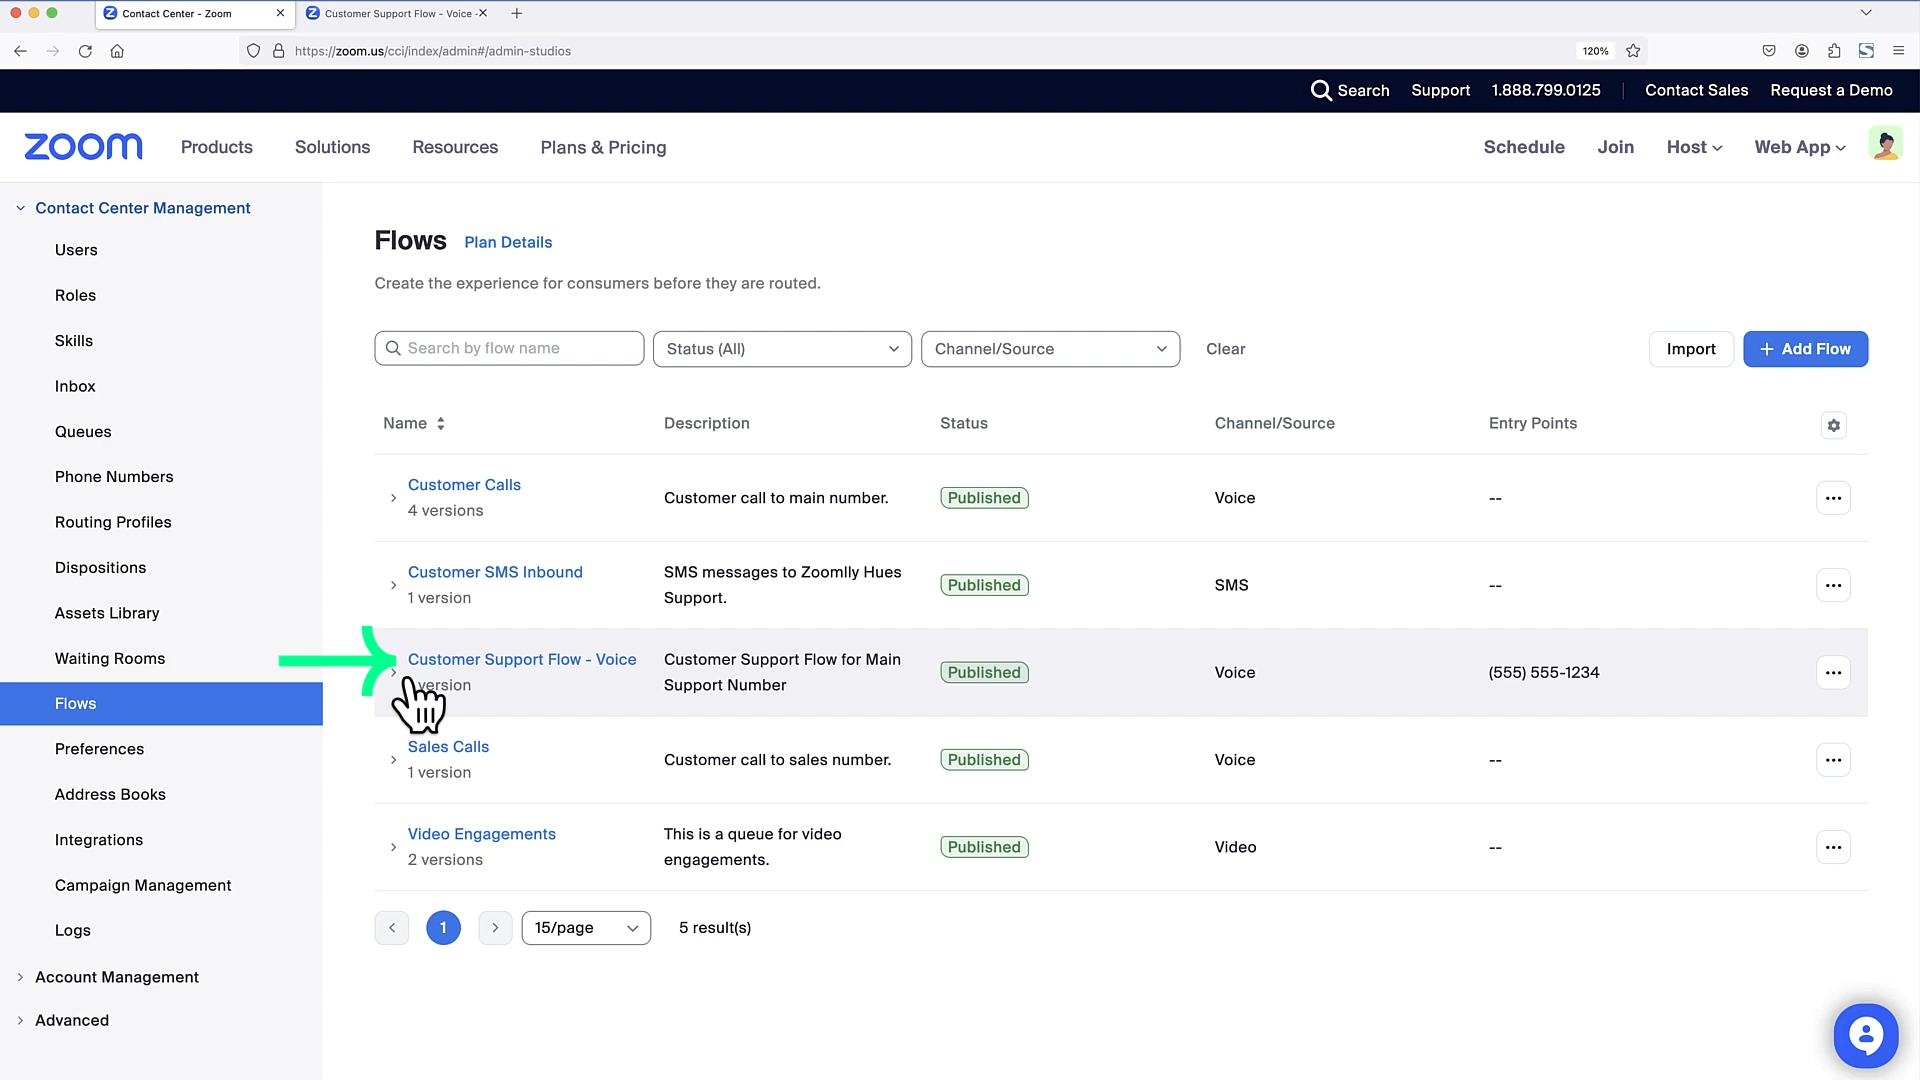 Contact Center - Zoom
Customer Support Flow - Voice -
https://zoom.us/cci/index/admin#/admin-studios
120%
Search Support 1.888.799.0125 Contact Sales Request a Demo
zoom Products Solutions Resources Plans & Pricing Schedule Join Host Web App
Contact Center Management
Users
Roles
Skills
Inbox
Queues
Phone Numbers
Routing Profiles
Dispositions
Assets Library
Waiting Rooms
Flows
Preferences
Address Books
Integrations
Campaign Management
Logs
Account Management
Advanced
Flows Plan Details
Create the experience for consumers before they are routed.
Search by flow name Status (All) Channel/Source Clear Import + Add Flow
Name Description Status Channel/Source Entry Points
Customer Calls
4 versions
Customer call to main number. Published Voice --
Customer SMS Inbound
1 version
SMS messages to Zoomlly Hues
Support.
Published SMS --
Customer Support Flow - Voice
version
Customer Support Flow for Main
Support Number
Published Voice (555) 555-1234
Sales Calls
1 version
Customer call to sales number. Published Voice --
Video Engagements
2 versions
This is a queue for video
engagements.
Published Video --
1 15/page 5 result(s)